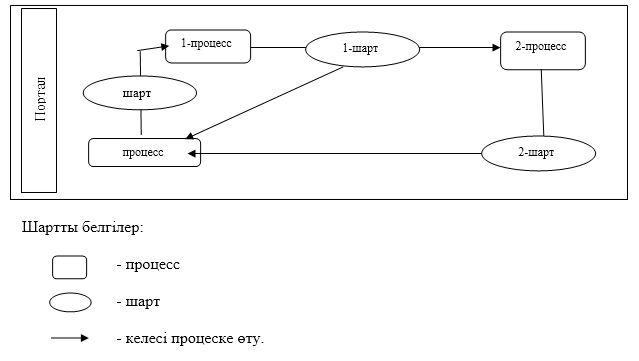 Портал
1-процесс
1-шарт
2-процесс
шарт
процесс
2-шарт
Шартты белгілер:
- процесс
- шарт
- келесі процеске өту.